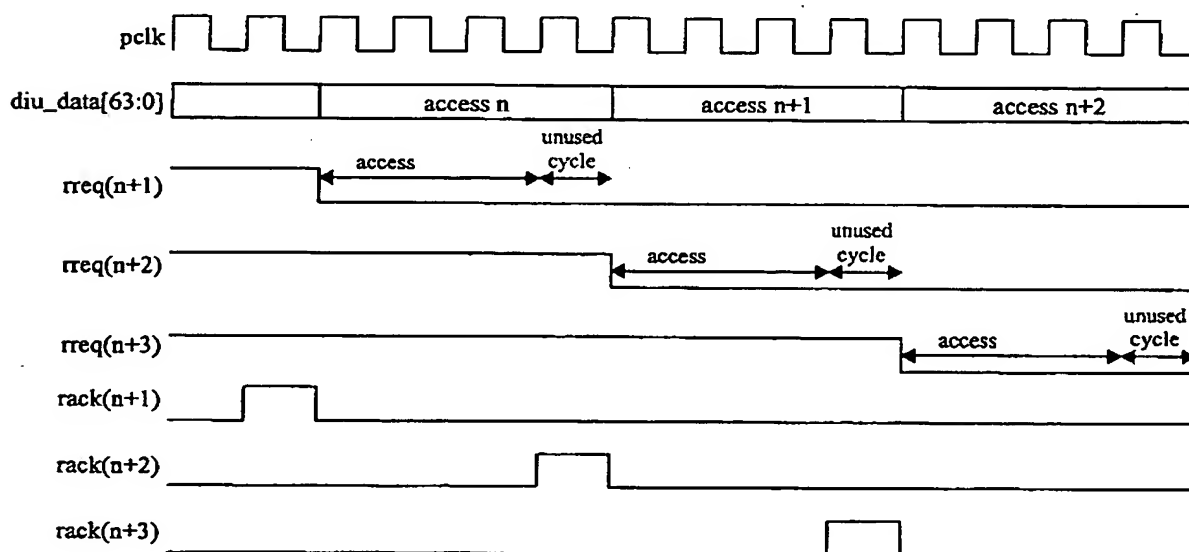 pclk
diu_data[63:0]
access n
access n+1
access n+2
rreq(n+1)
access
unused
cycle
rreq(n+2)
access
unused
cycle
rreq(n+3)
access
unused
cycle
rack(n+1)
rack(n+2)
rack(n+3)